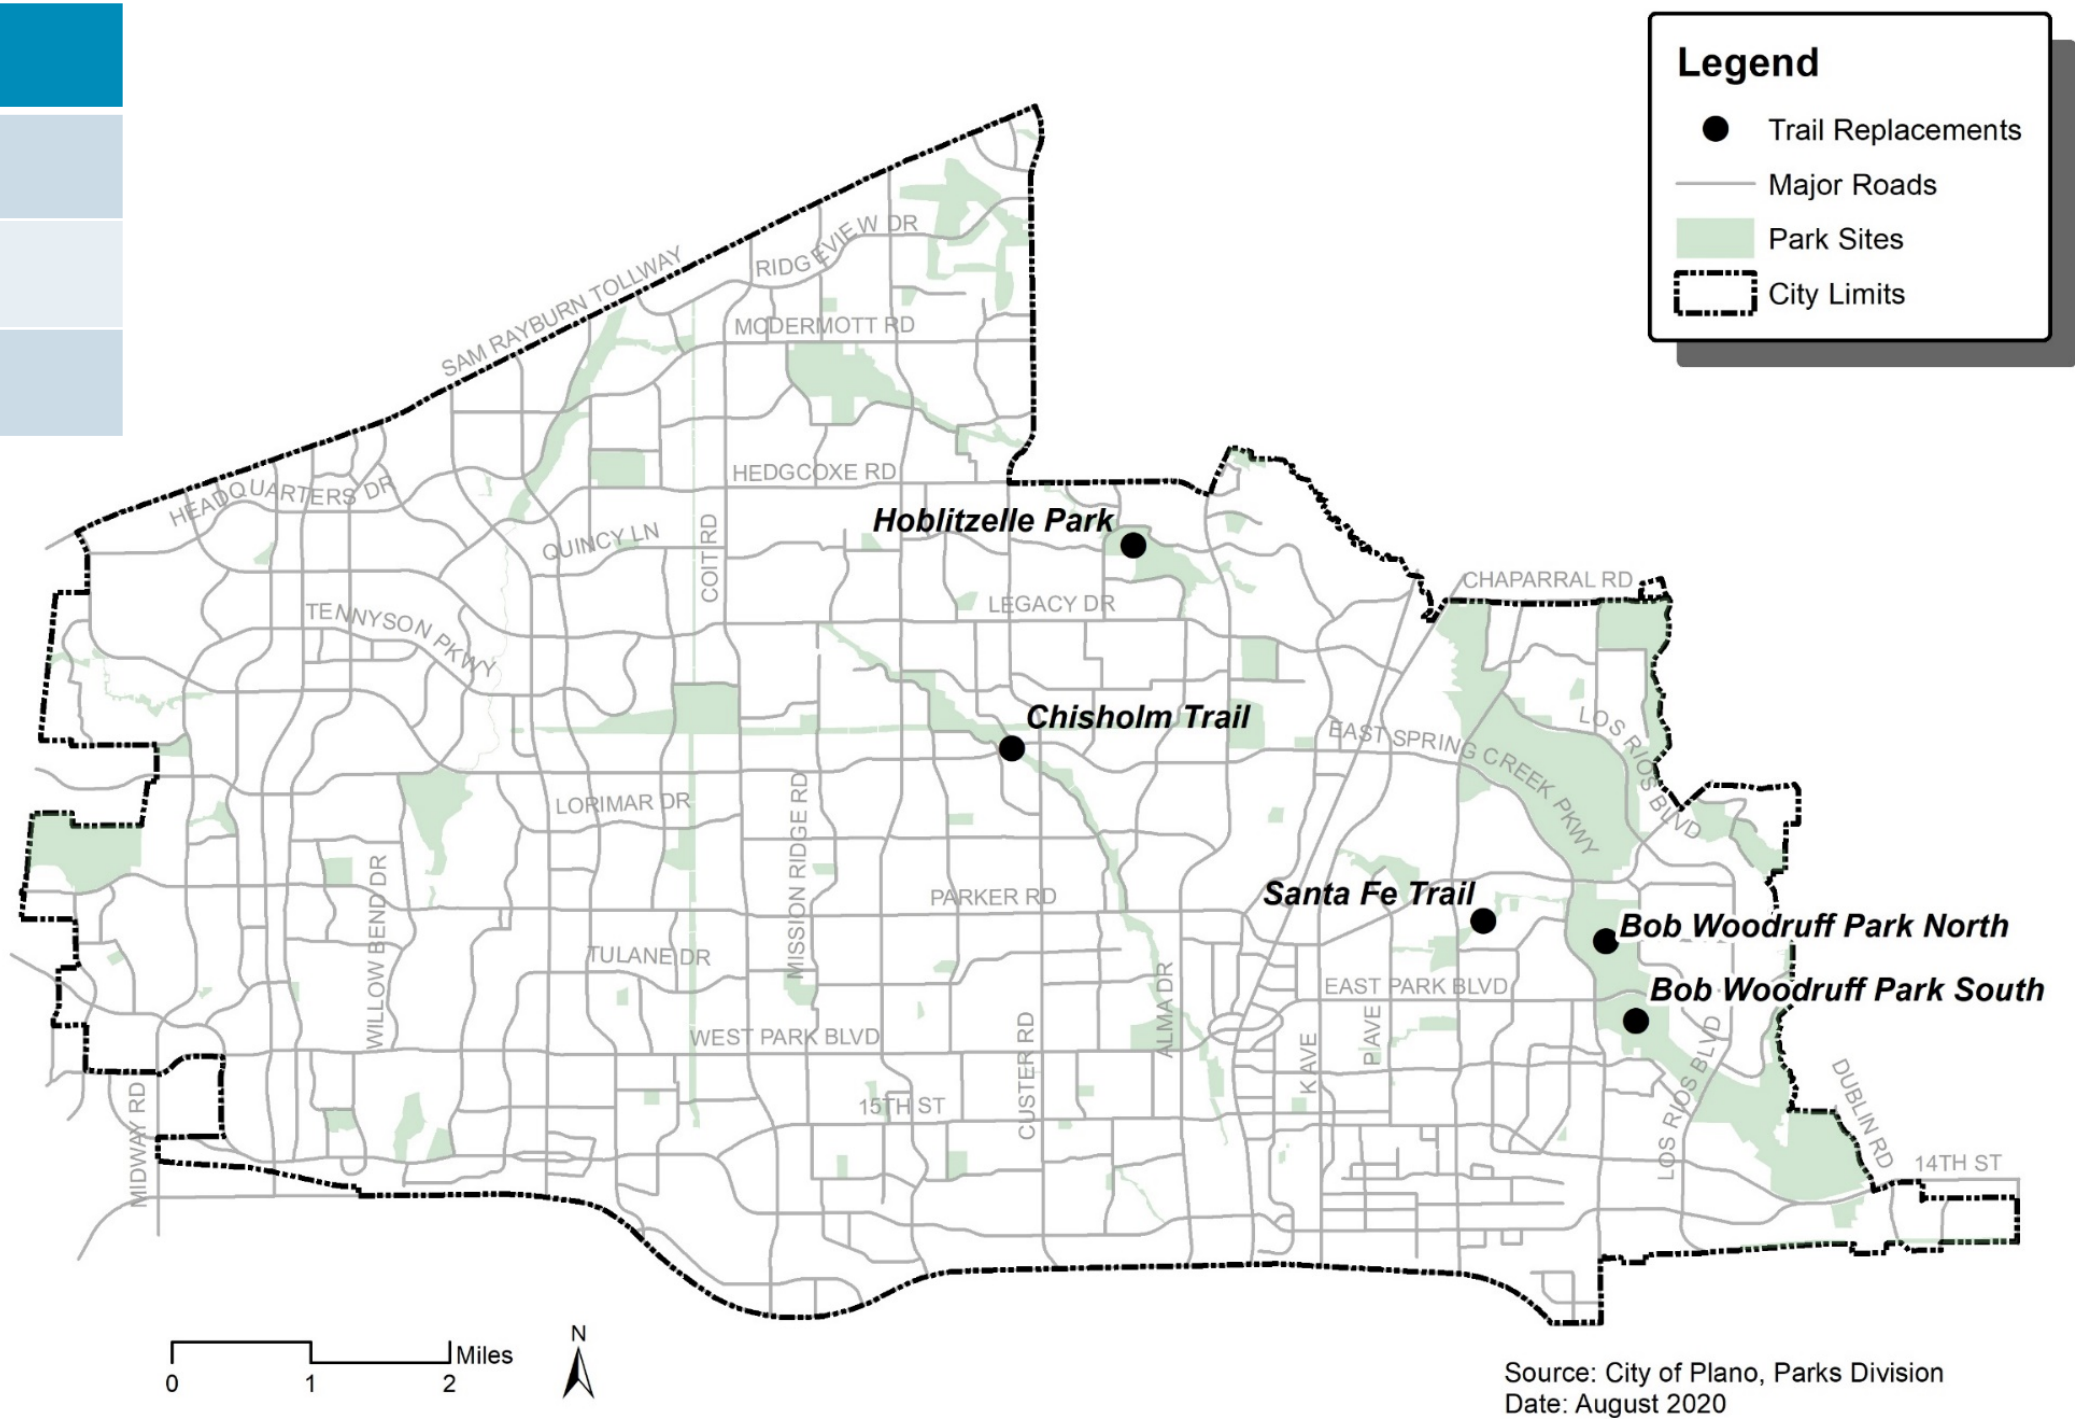 Legend
Trail Replacements
Major Roads
Park Sites
City Limits
RIDGEVIEW DR
SAM RAYBURN TOLLWAY
MCDERMOTT RD
HEDGCOXE RD
HEADQUARTERS DR
Hoblitzelle Park
QUINCY LN
COIT RD
CHAPARRAL RD
LEGACY DR
TENNYSON PKWY
Chisholm Trail
LOS RIOS BLVD
EAST SPRING CREEK PKWY
LORIMAR DR
MISSION RIDGE RD
WILLOW BEND DR
PARKER RD
Santa Fe Trail
Bob Woodruff Park North
TULANE DR
ALMA DR
EAST PARK BLVD
Bob Woodruff Park South
WEST PARK BLVD
CUSTER RD
K AVE
P AVE
LOS RIOS BLVD
DUBLIN RD
15TH ST
MIDWAY RD
14TH ST
N
Miles
0 1 2
Source: City of Plano, Parks Division
Date: August 2020